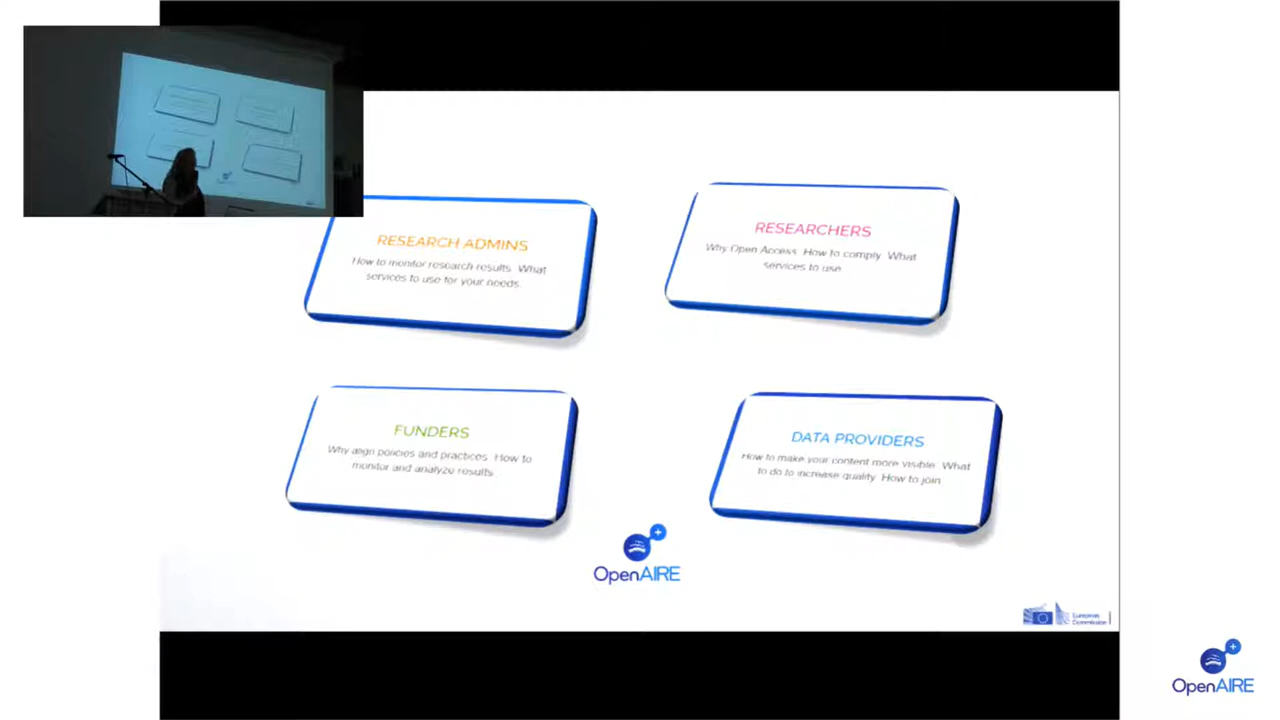 RESEARCH ADMINS
How to monitor research results. What
services to use for your needs.
RESEARCHERS
Why Open Access. How to comply. What
services to use.
FUNDERS
Why align policies and practices. How to
monitor and analyze results.
DATA PROVIDERS
How to make your content more visible. What
to do to increase quality. How to join
OpenAIRE
European
Commission
OpenAIRE